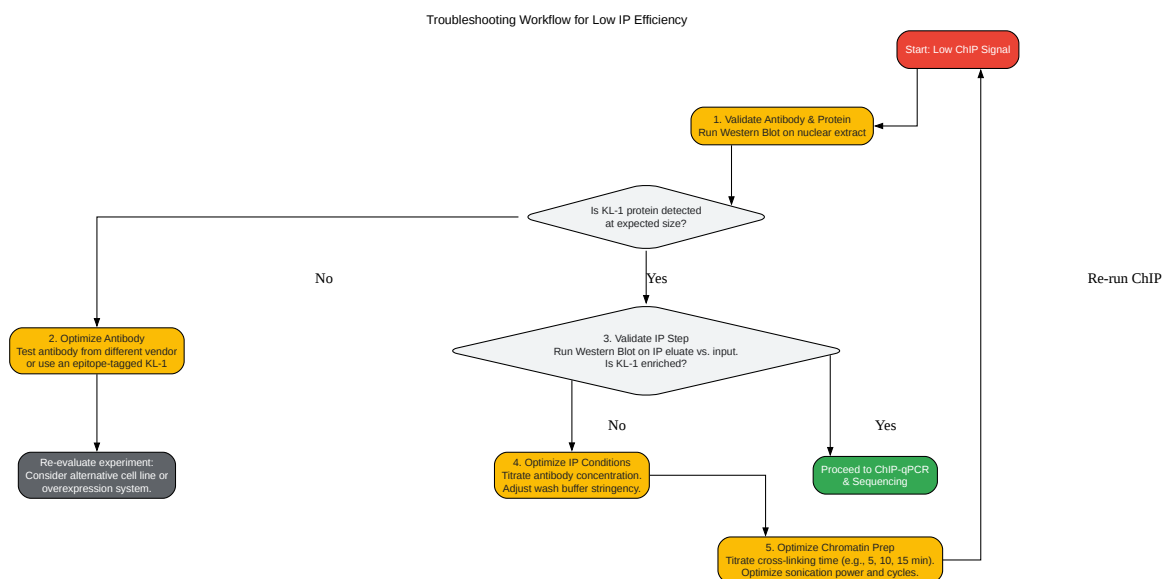 Troubleshooting Workflow for Low IP Efficiency
Start: Low ChIP Signal
1. Validate Antibody & Protein
Run Western Blot on nuclear extract
Is KL-1 protein detected
at expected size?
No
Yes
Re-run ChIP
2. Optimize Antibody
Test antibody from different vendor
or use an epitope-tagged KL-1
3. Validate IP Step
Run Western Blot on IP eluate vs. input.
Is KL-1 enriched?
No
Yes
Re-evaluate experiment:
Consider alternative cell line or
overexpression system.
4. Optimize IP Conditions
Titrate antibody concentration.
Adjust wash buffer stringency.
Proceed to ChIP-qPCR
& Sequencing
5. Optimize Chromatin Prep
Titrate cross-linking time (e.g., 5, 10, 15 min).
Optimize sonication power and cycles.